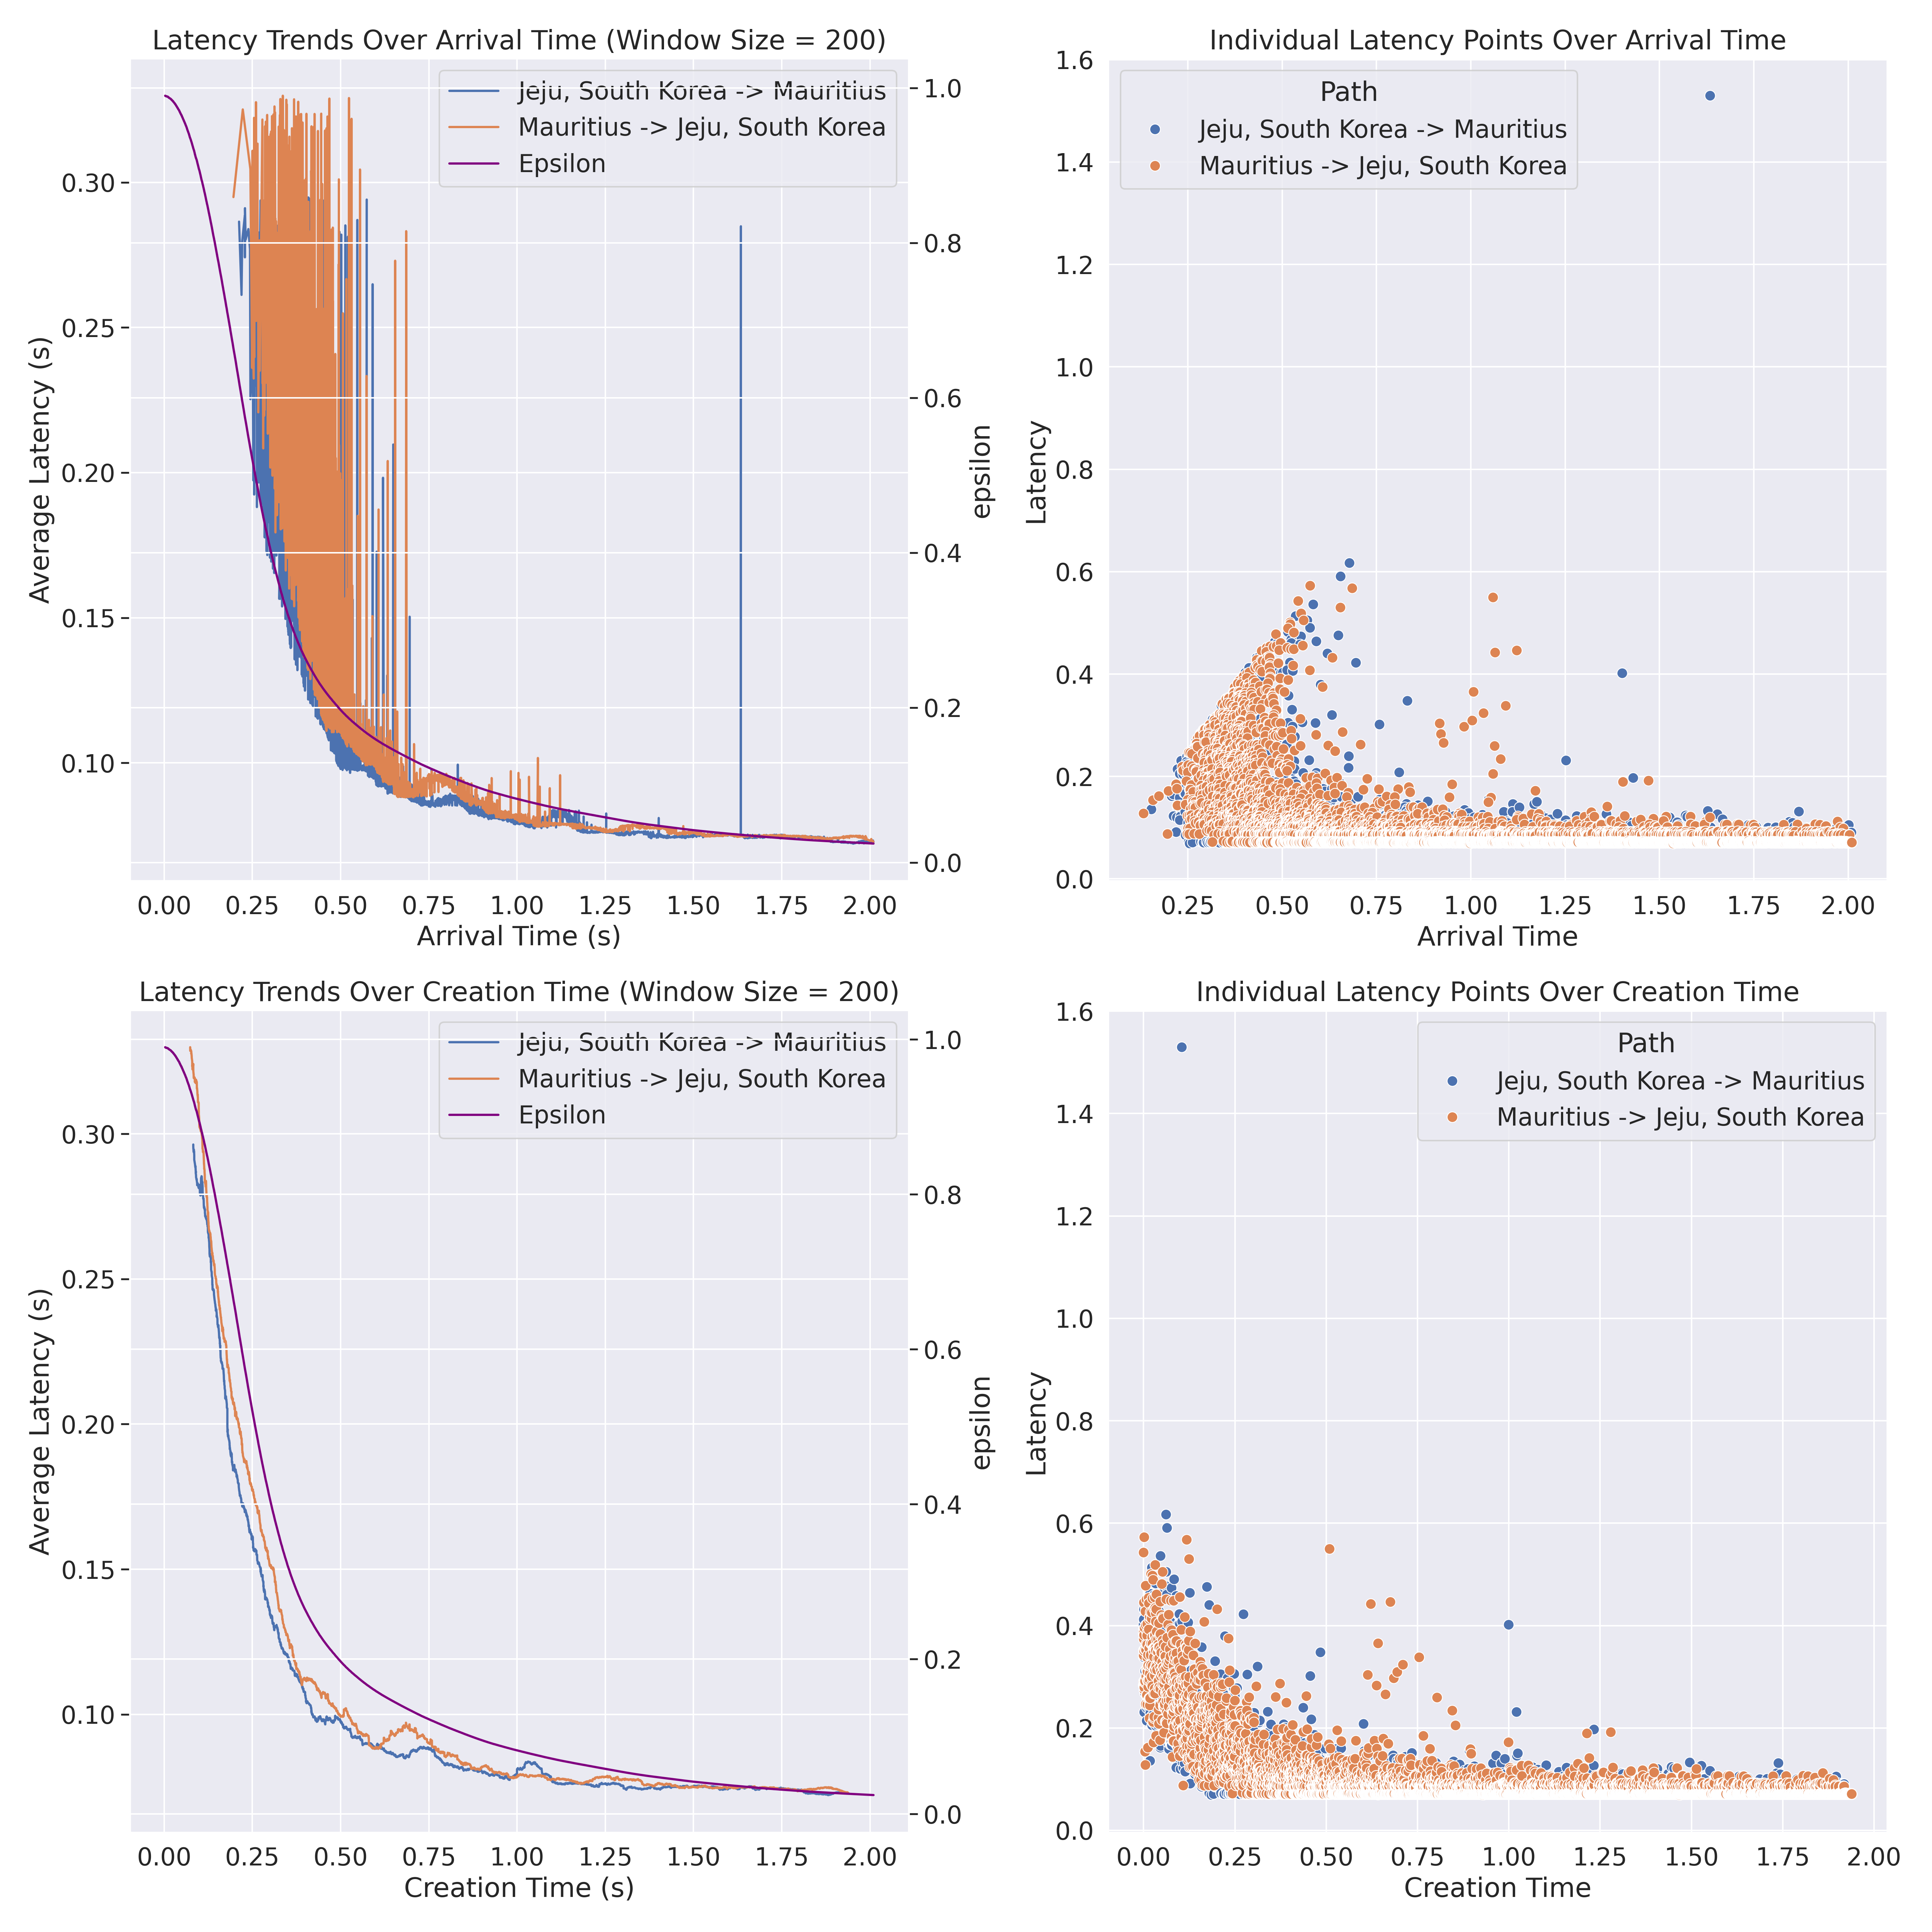 Latency Trends Over Arrival Time (Window Size = 200)
Jeju, South Korea -> Mauritius
Mauritius -> Jeju, South Korea
Epsilon
0.30
0.25
0.20
0.15
0.10
Average Latency (s)
1.0
0.8
0.6
0.4
0.2
0.0
epsilon
0.00 0.25 0.50 0.75 1.00 1.25 1.50 1.75 2.00
Arrival Time (s)
Individual Latency Points Over Arrival Time
Path
Jeju, South Korea -> Mauritius
Mauritius -> Jeju, South Korea
1.6
1.4
1.2
1.0
0.8
0.6
0.4
0.2
0.0
Latency
0.25 0.50 0.75 1.00 1.25 1.50 1.75 2.00
Arrival Time
Latency Trends Over Creation Time (Window Size = 200)
Jeju, South Korea -> Mauritius
Mauritius -> Jeju, South Korea
Epsilon
0.30
0.25
0.20
0.15
0.10
Average Latency (s)
1.0
0.8
0.6
0.4
0.2
0.0
epsilon
0.00 0.25 0.50 0.75 1.00 1.25 1.50 1.75 2.00
Creation Time (s)
Individual Latency Points Over Creation Time
Path
Jeju, South Korea -> Mauritius
Mauritius -> Jeju, South Korea
1.6
1.4
1.2
1.0
0.8
0.6
0.4
0.2
0.0
Latency
0.00 0.25 0.50 0.75 1.00 1.25 1.50 1.75 2.00
Creation Time